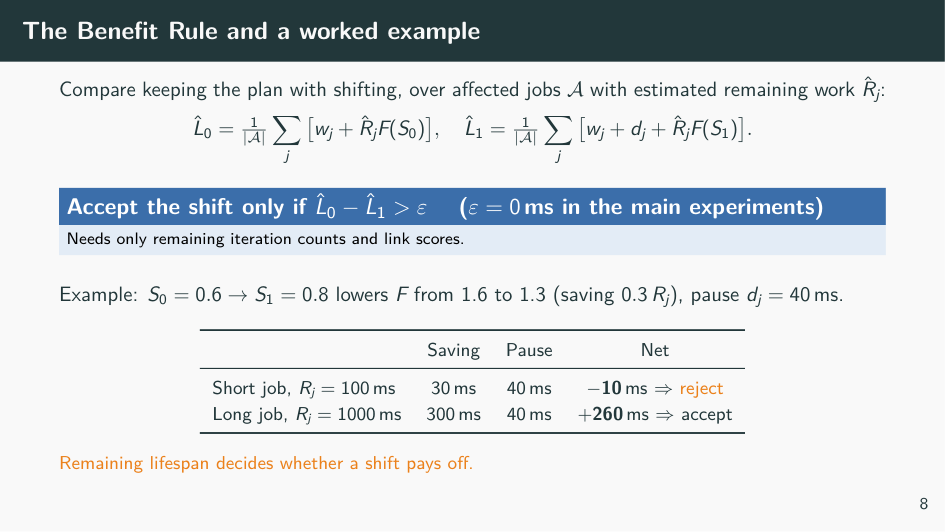 The Benefit Rule and a worked example
Compare keeping the plan with shifting, over affected jobs 𝒜 with estimated remaining work R̂ⱼ:
L̂₀ = 1/|𝒜| ∑ⱼ [wⱼ + R̂ⱼF(S₀)], L̂₁ = 1/|𝒜| ∑ⱼ [wⱼ + dⱼ + R̂ⱼF(S₁)].
Accept the shift only if L̂₀ − L̂₁ > ε (ε = 0 ms in the main experiments)
Needs only remaining iteration counts and link scores.
Example: S₀ = 0.6 → S₁ = 0.8 lowers F from 1.6 to 1.3 (saving 0.3 Rⱼ), pause dⱼ = 40 ms.
Saving Pause Net
Short job, Rⱼ = 100 ms 30 ms 40 ms −10 ms ⇒ reject
Long job, Rⱼ = 1000 ms 300 ms 40 ms +260 ms ⇒ accept
Remaining lifespan decides whether a shift pays off.
8